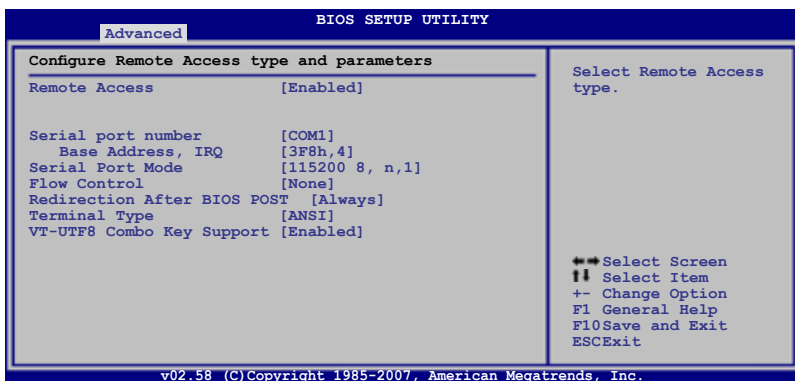 BIOS SETUP UTILITY
Advanced
Configure Remote Access type and parameters
Remote Access [Enabled]
Serial port number [COM1]
Base Address, IRQ [3F8h,4]
Serial Port Mode [115200 8, n,1]
Flow Control [None]
Redirection After BIOS POST [Always]
Terminal Type [ANSI]
VT-UTF8 Combo Key Support [Enabled]
Select Remote Access
type.
←→Select Screen
↑↓ Select Item
+- Change Option
F1 General Help
F10Save and Exit
ESCExit
v02.58 (C)Copyright 1985-2007, American Megatrends, Inc.